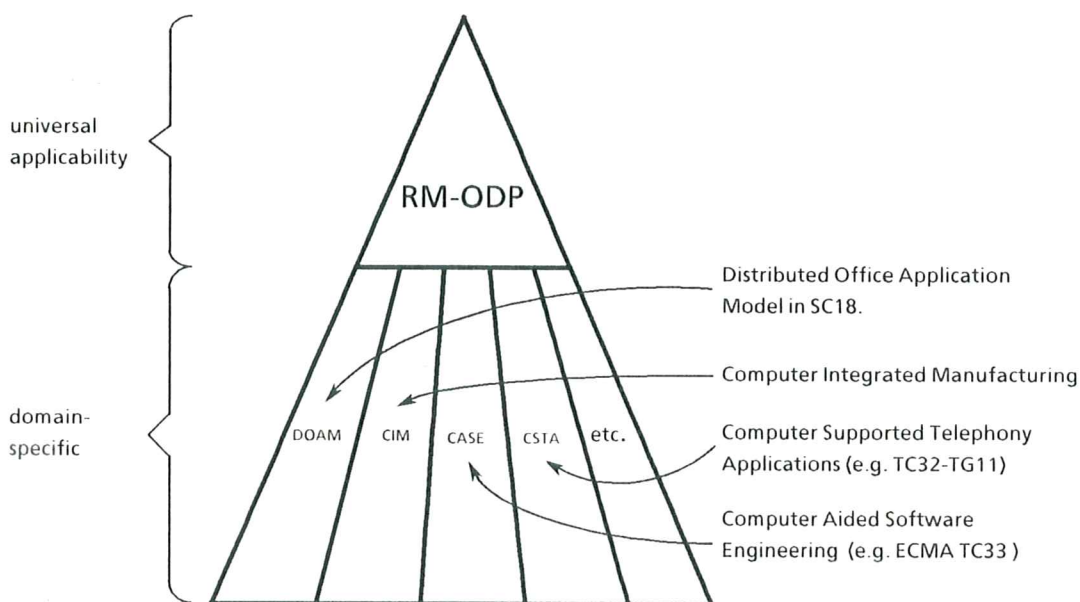 universal
applicability
RM-ODP
domain-
specific
DOAM
CIM
CASE
CSTA
etc.
Distributed Office Application
Model in SC18.
Computer Integrated Manufacturing
Computer Supported Telephony
Applications (e.g. TC32-TG11)
Computer Aided Software
Engineering (e.g. ECMA TC33 )